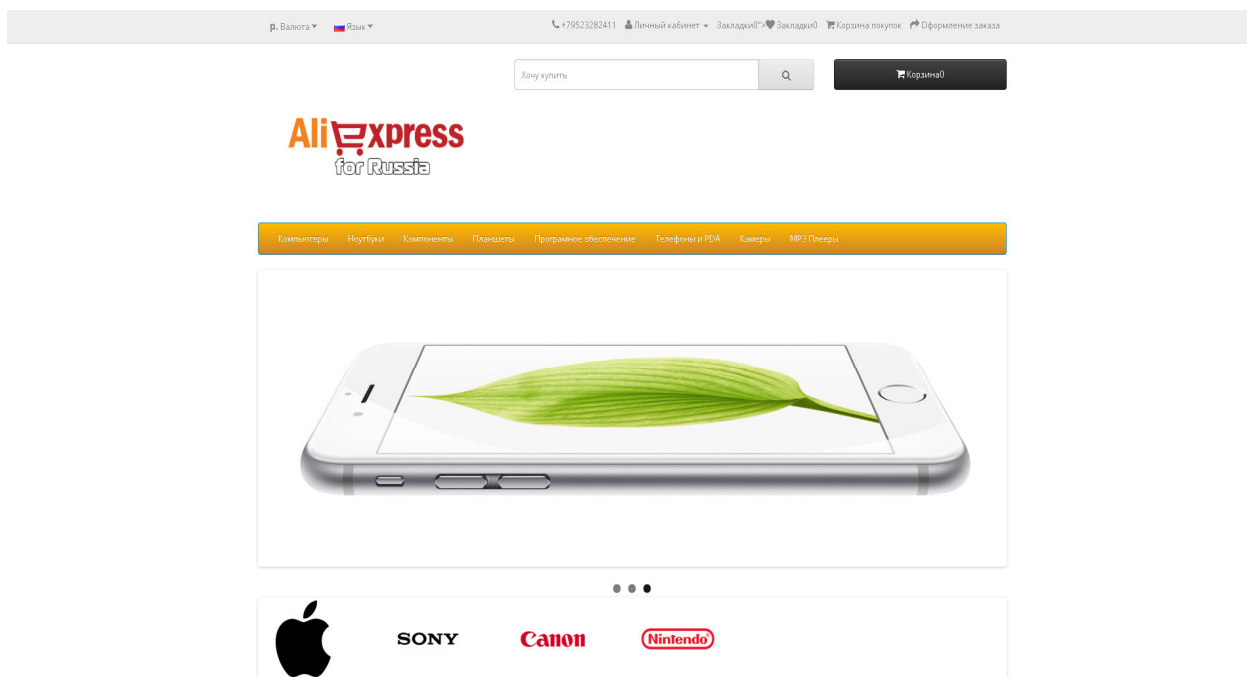 р. Валюта Язык +79523282411 Личный кабинет Закладки0">Закладки0 Корзина покупок Оформление заказа
Хочу купить Корзина0
AliExpress
for Russia
Компьютеры Ноутбуки Компоненты Планшеты Програмное обеспечение Телефоны и PDA Камеры MP3 Плееры
SONY Canon Nintendo